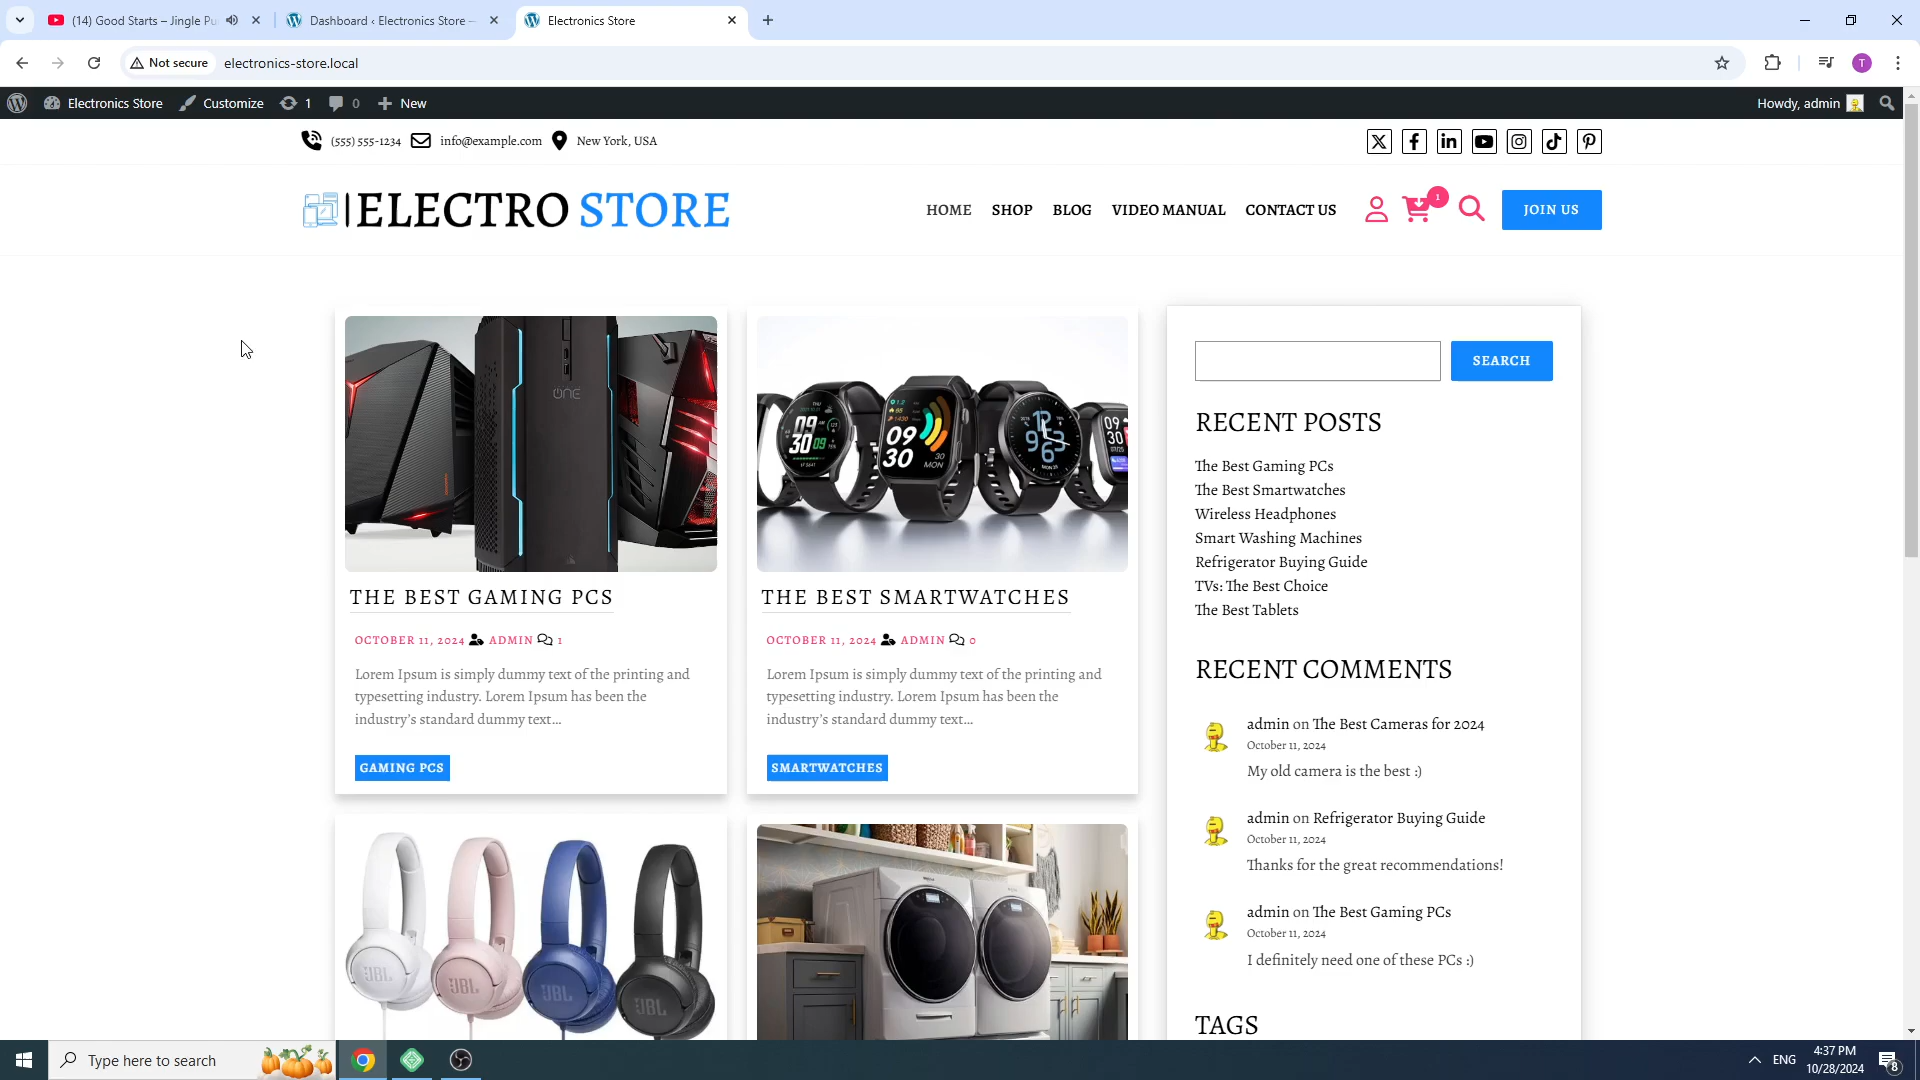 (14) Good Starts – Jingle Pu
Dashboard ‹ Electronics Store —
Electronics Store
Not secure
electronics-store.local
T
Electronics Store
Customize
1
0
New
Howdy, admin
(555) 555-1234
info@example.com
New York, USA
ELECTRO STORE
HOME
SHOP
BLOG
VIDEO MANUAL
CONTACT US
1
JOIN US
THE BEST GAMING PCS
OCTOBER 11, 2024 ADMIN 1
Lorem Ipsum is simply dummy text of the printing and
typesetting industry. Lorem Ipsum has been the
industry’s standard dummy text…
GAMING PCS
09
30
THE BEST SMARTWATCHES
OCTOBER 11, 2024 ADMIN 0
Lorem Ipsum is simply dummy text of the printing and
typesetting industry. Lorem Ipsum has been the
industry’s standard dummy text…
SMARTWATCHES
JBL
JBL
JBL
JBL
SEARCH
RECENT POSTS
The Best Gaming PCs
The Best Smartwatches
Wireless Headphones
Smart Washing Machines
Refrigerator Buying Guide
TVs: The Best Choice
The Best Tablets
RECENT COMMENTS
admin on The Best Cameras for 2024
October 11, 2024
My old camera is the best :)
admin on Refrigerator Buying Guide
October 11, 2024
Thanks for the great recommendations!
admin on The Best Gaming PCs
October 11, 2024
I definitely need one of these PCs :)
TAGS
Type here to search
ENG
4:37 PM
10/28/2024
8